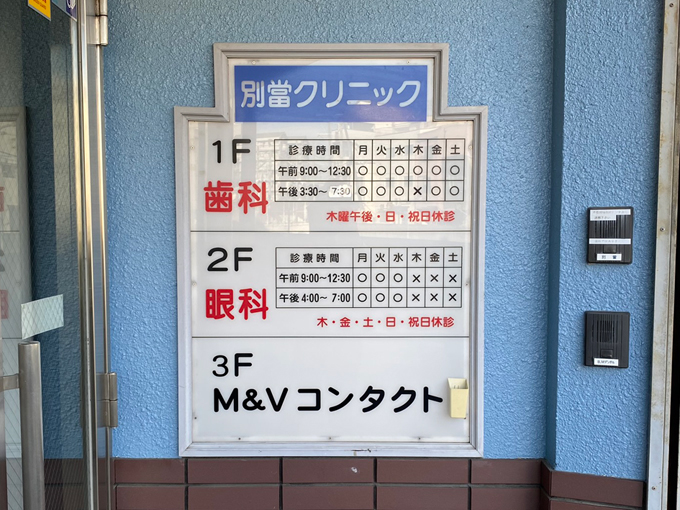 別當クリニック
1F
歯科
診療時間 月 火 水 木 金 土
午前 9:00〜12:30 ○ ○ ○ ○ ○ ○
午後 3:30〜 7:30 ○ ○ ○ × ○ ○
木曜午後・日・祝日休診
2F
眼科
診療時間 月 火 水 木 金 土
午前 9:00〜12:30 ○ ○ ○ × × ×
午後 4:00〜 7:00 ○ ○ ○ × × ×
木・金・土・日・祝日休診
3F
M&V コンタクト